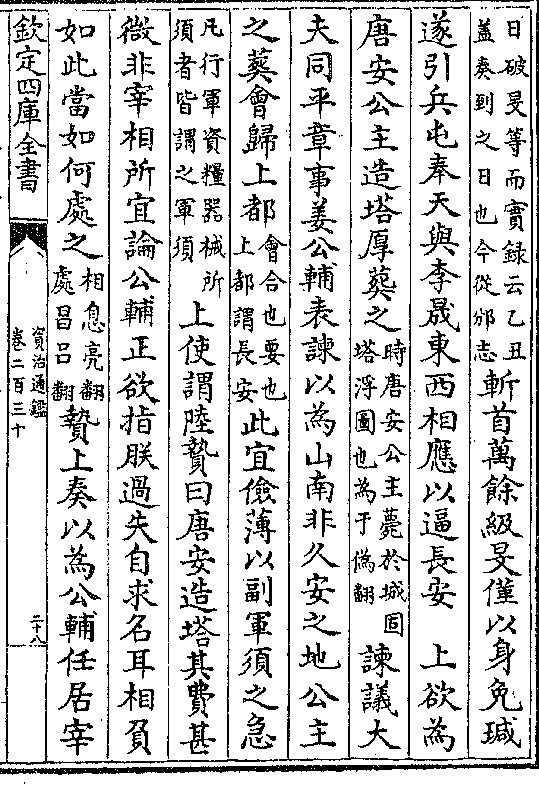 日破旻等而實録云乙丑
蓋奏到之日也今從邠志
斬首萬餘級旻僅以身免瑊
遂引兵屯奉天與李晟東西相應以逼長安　上欲為
唐安公主造塔厚葬之
時唐安公主薨於城固
塔浮圖也為于偽翻
諫議大
夫同平章事姜公輔表諫以為山南非久安之地公主
之葬會歸上都
會合也要也
上都謂長安
此宜儉薄以副軍須之急
凡行軍資糧器械所
須者皆謂之軍須
上使謂陸贄曰唐安造塔其費甚
微非宰相所宜論公輔正欲指朕過失自求名耳相負
如此當如何處之
相息亮翻
處昌呂翻
贄上奏以為公輔任居宰
欽定四庫全書
資治通鑑
卷二百三十
二十八